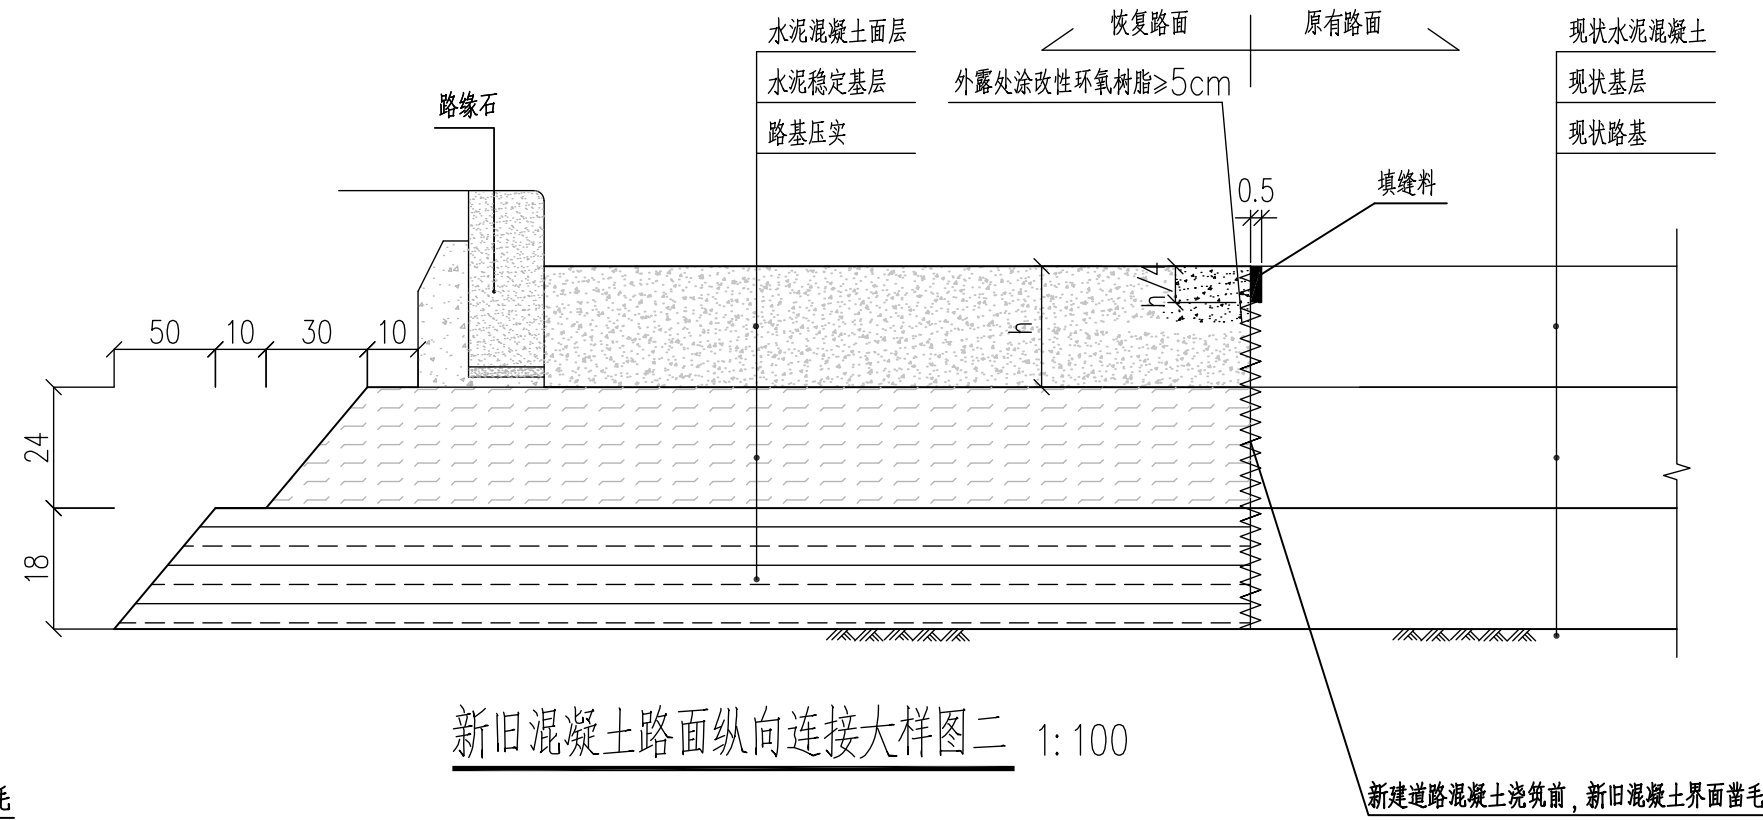 水泥混凝土面层
水泥稳定基层
路基压实
恢复路面
原有路面
外露处涂改性环氧树脂≥5cm
现状水泥混凝土
现状基层
现状路基
路缘石
填缝料
0.5
h/4
h
50
10
30
10
24
18
新旧混凝土路面纵向连接大样图二 1:100
新建道路混凝土浇筑前,新旧混凝土界面凿毛
毛